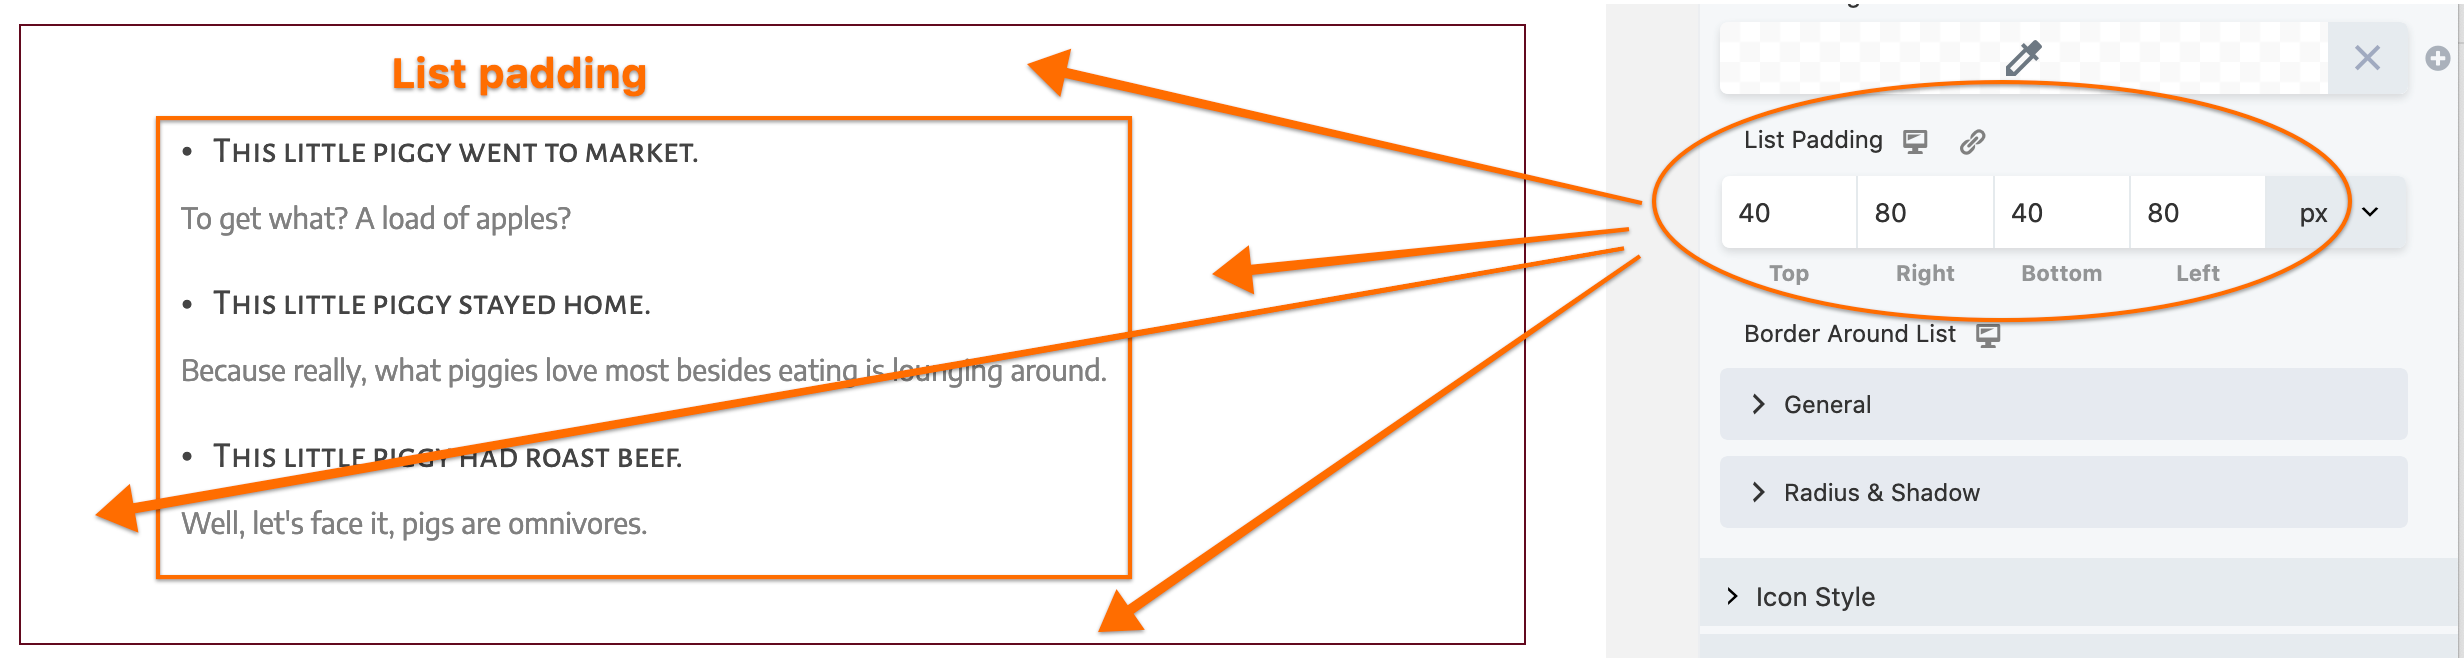 List padding
• This little piggy went to market.
To get what? A load of apples?
• This little piggy stayed home.
Because really, what piggies love most besides eating is lounging around.
• This little piggy had roast beef.
Well, let's face it, pigs are omnivores.
List Padding
40 80 40 80 px
Top Right Bottom Left
Border Around List
General
Radius & Shadow
Icon Style